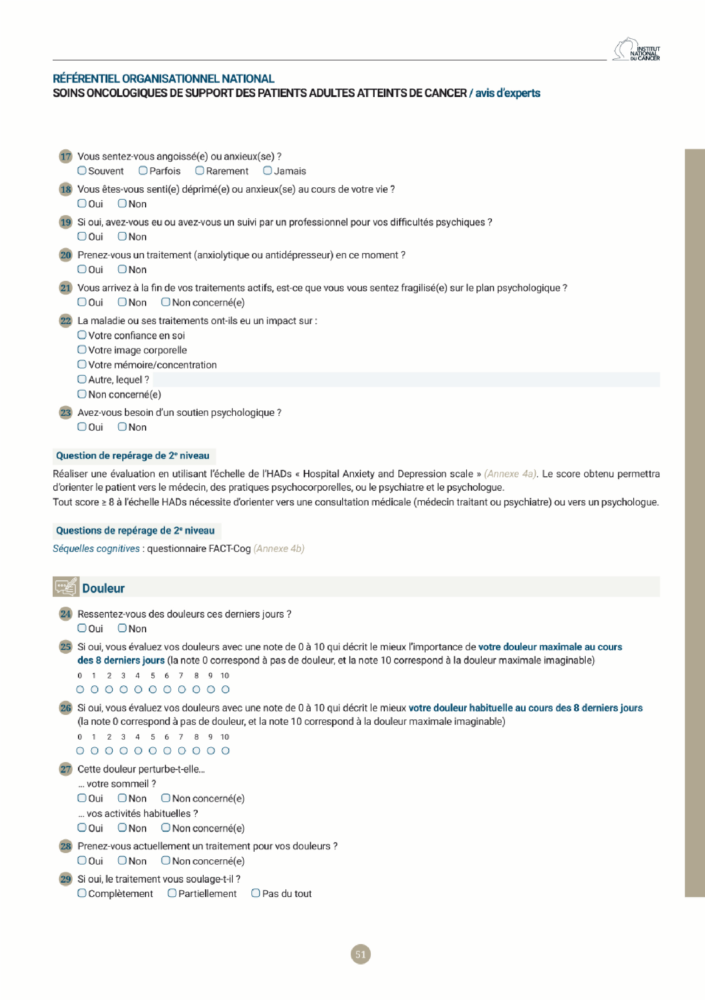 INSTITUT
NATIONAL
DU CANCER
RÉFÉRENTIEL ORGANISATIONNEL NATIONAL
SOINS ONCOLOGIQUES DE SUPPORT DES PATIENTS ADULTES ATTEINTS DE CANCER / avis d'experts
17 Vous sentez-vous angoissé(e) ou anxieux(se) ?
Souvent Parfois Rarement Jamais
18 Vous êtes-vous senti(e) déprimé(e) ou anxieux(se) au cours de votre vie ?
Oui Non
19 Si oui, avez-vous eu ou avez-vous un suivi par un professionnel pour vos difficultés psychiques ?
Oui Non
20 Prenez-vous un traitement (anxiolytique ou antidépresseur) en ce moment ?
Oui Non
21 Vous arrivez à la fin de vos traitements actifs, est-ce que vous vous sentez fragilisé(e) sur le plan psychologique ?
Oui Non Non concerné(e)
22 La maladie ou ses traitements ont-ils eu un impact sur :
Votre confiance en soi
Votre image corporelle
Votre mémoire/concentration
Autre, lequel ?
Non concerné(e)
23 Avez-vous besoin d'un soutien psychologique ?
Oui Non
Question de repérage de 2e niveau
Réaliser une évaluation en utilisant l'échelle de l'HADs « Hospital Anxiety and Depression scale » (Annexe 4a). Le score obtenu permettra
d'orienter le patient vers le médecin, des pratiques psychocorporelles, ou le psychiatre et le psychologue.
Tout score ≥ 8 à l'échelle HADs nécessite d'orienter vers une consultation médicale (médecin traitant ou psychiatre) ou vers un psychologue.
Questions de repérage de 2e niveau
Séquelles cognitives : questionnaire FACT-Cog (Annexe 4b)
Douleur
24 Ressentez-vous des douleurs ces derniers jours ?
Oui Non
25 Si oui, vous évaluez vos douleurs avec une note de 0 à 10 qui décrit le mieux l'importance de votre douleur maximale au cours
des 8 derniers jours (la note 0 correspond à pas de douleur, et la note 10 correspond à la douleur maximale imaginable)
0 1 2 3 4 5 6 7 8 9 10
26 Si oui, vous évaluez vos douleurs avec une note de 0 à 10 qui décrit le mieux votre douleur habituelle au cours des 8 derniers jours
(la note 0 correspond à pas de douleur, et la note 10 correspond à la douleur maximale imaginable)
0 1 2 3 4 5 6 7 8 9 10
27 Cette douleur perturbe-t-elle...
... votre sommeil ?
Oui Non Non concerné(e)
... vos activités habituelles ?
Oui Non Non concerné(e)
28 Prenez-vous actuellement un traitement pour vos douleurs ?
Oui Non Non concerné(e)
29 Si oui, le traitement vous soulage-t-il ?
Complètement Partiellement Pas du tout
51